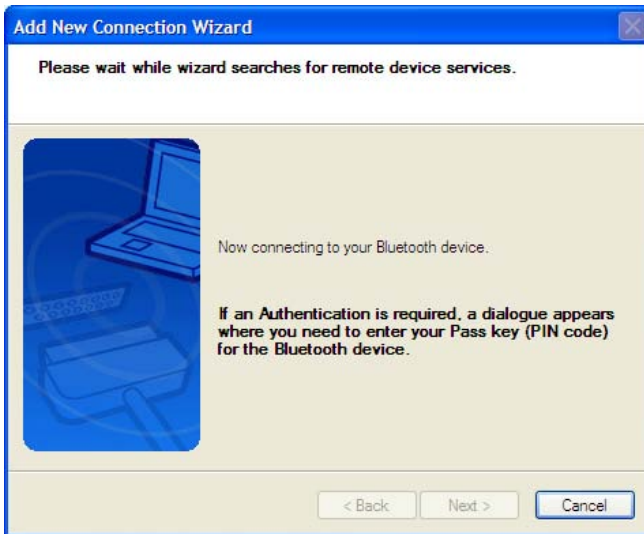 Add New Connection Wizard
Please wait while wizard searches for remote device services.
Now connecting to your Bluetooth device.
If an Authentication is required, a dialogue appears
where you need to enter your Pass key (PIN code)
for the Bluetooth device.
< Back
Next >
Cancel